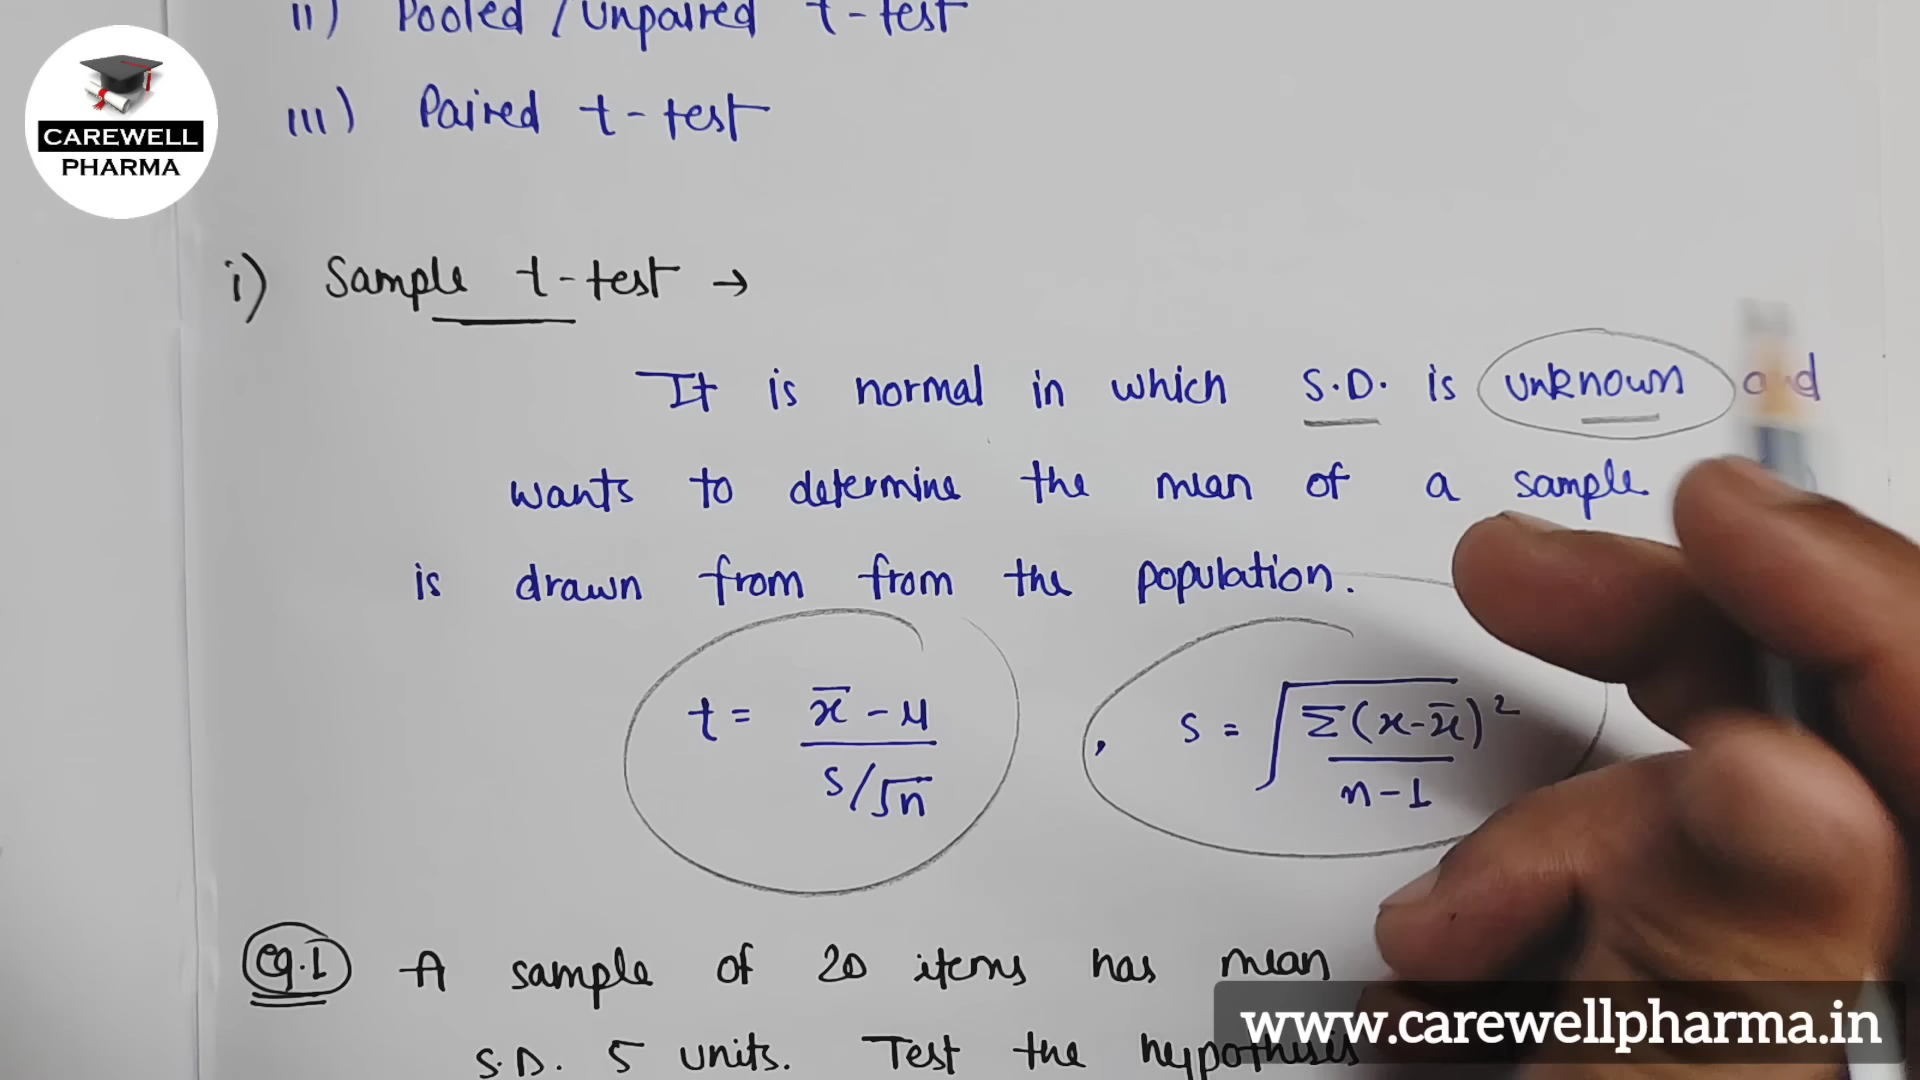 ii) Pooled / Unpaired t-test
iii) Paired t-test
CAREWELL
PHARMA
i) Sample t-test →
It is normal in which S.D. is unknown and
wants to determine the mean of a sample
is drawn from from the population.
t = x̄ - μ / s/√n , s = √Σ(x-x̄)² / n-1
eg.1 A sample of 20 items has mean
S.D. 5 units. Test the hypothesis
www.carewellpharma.in